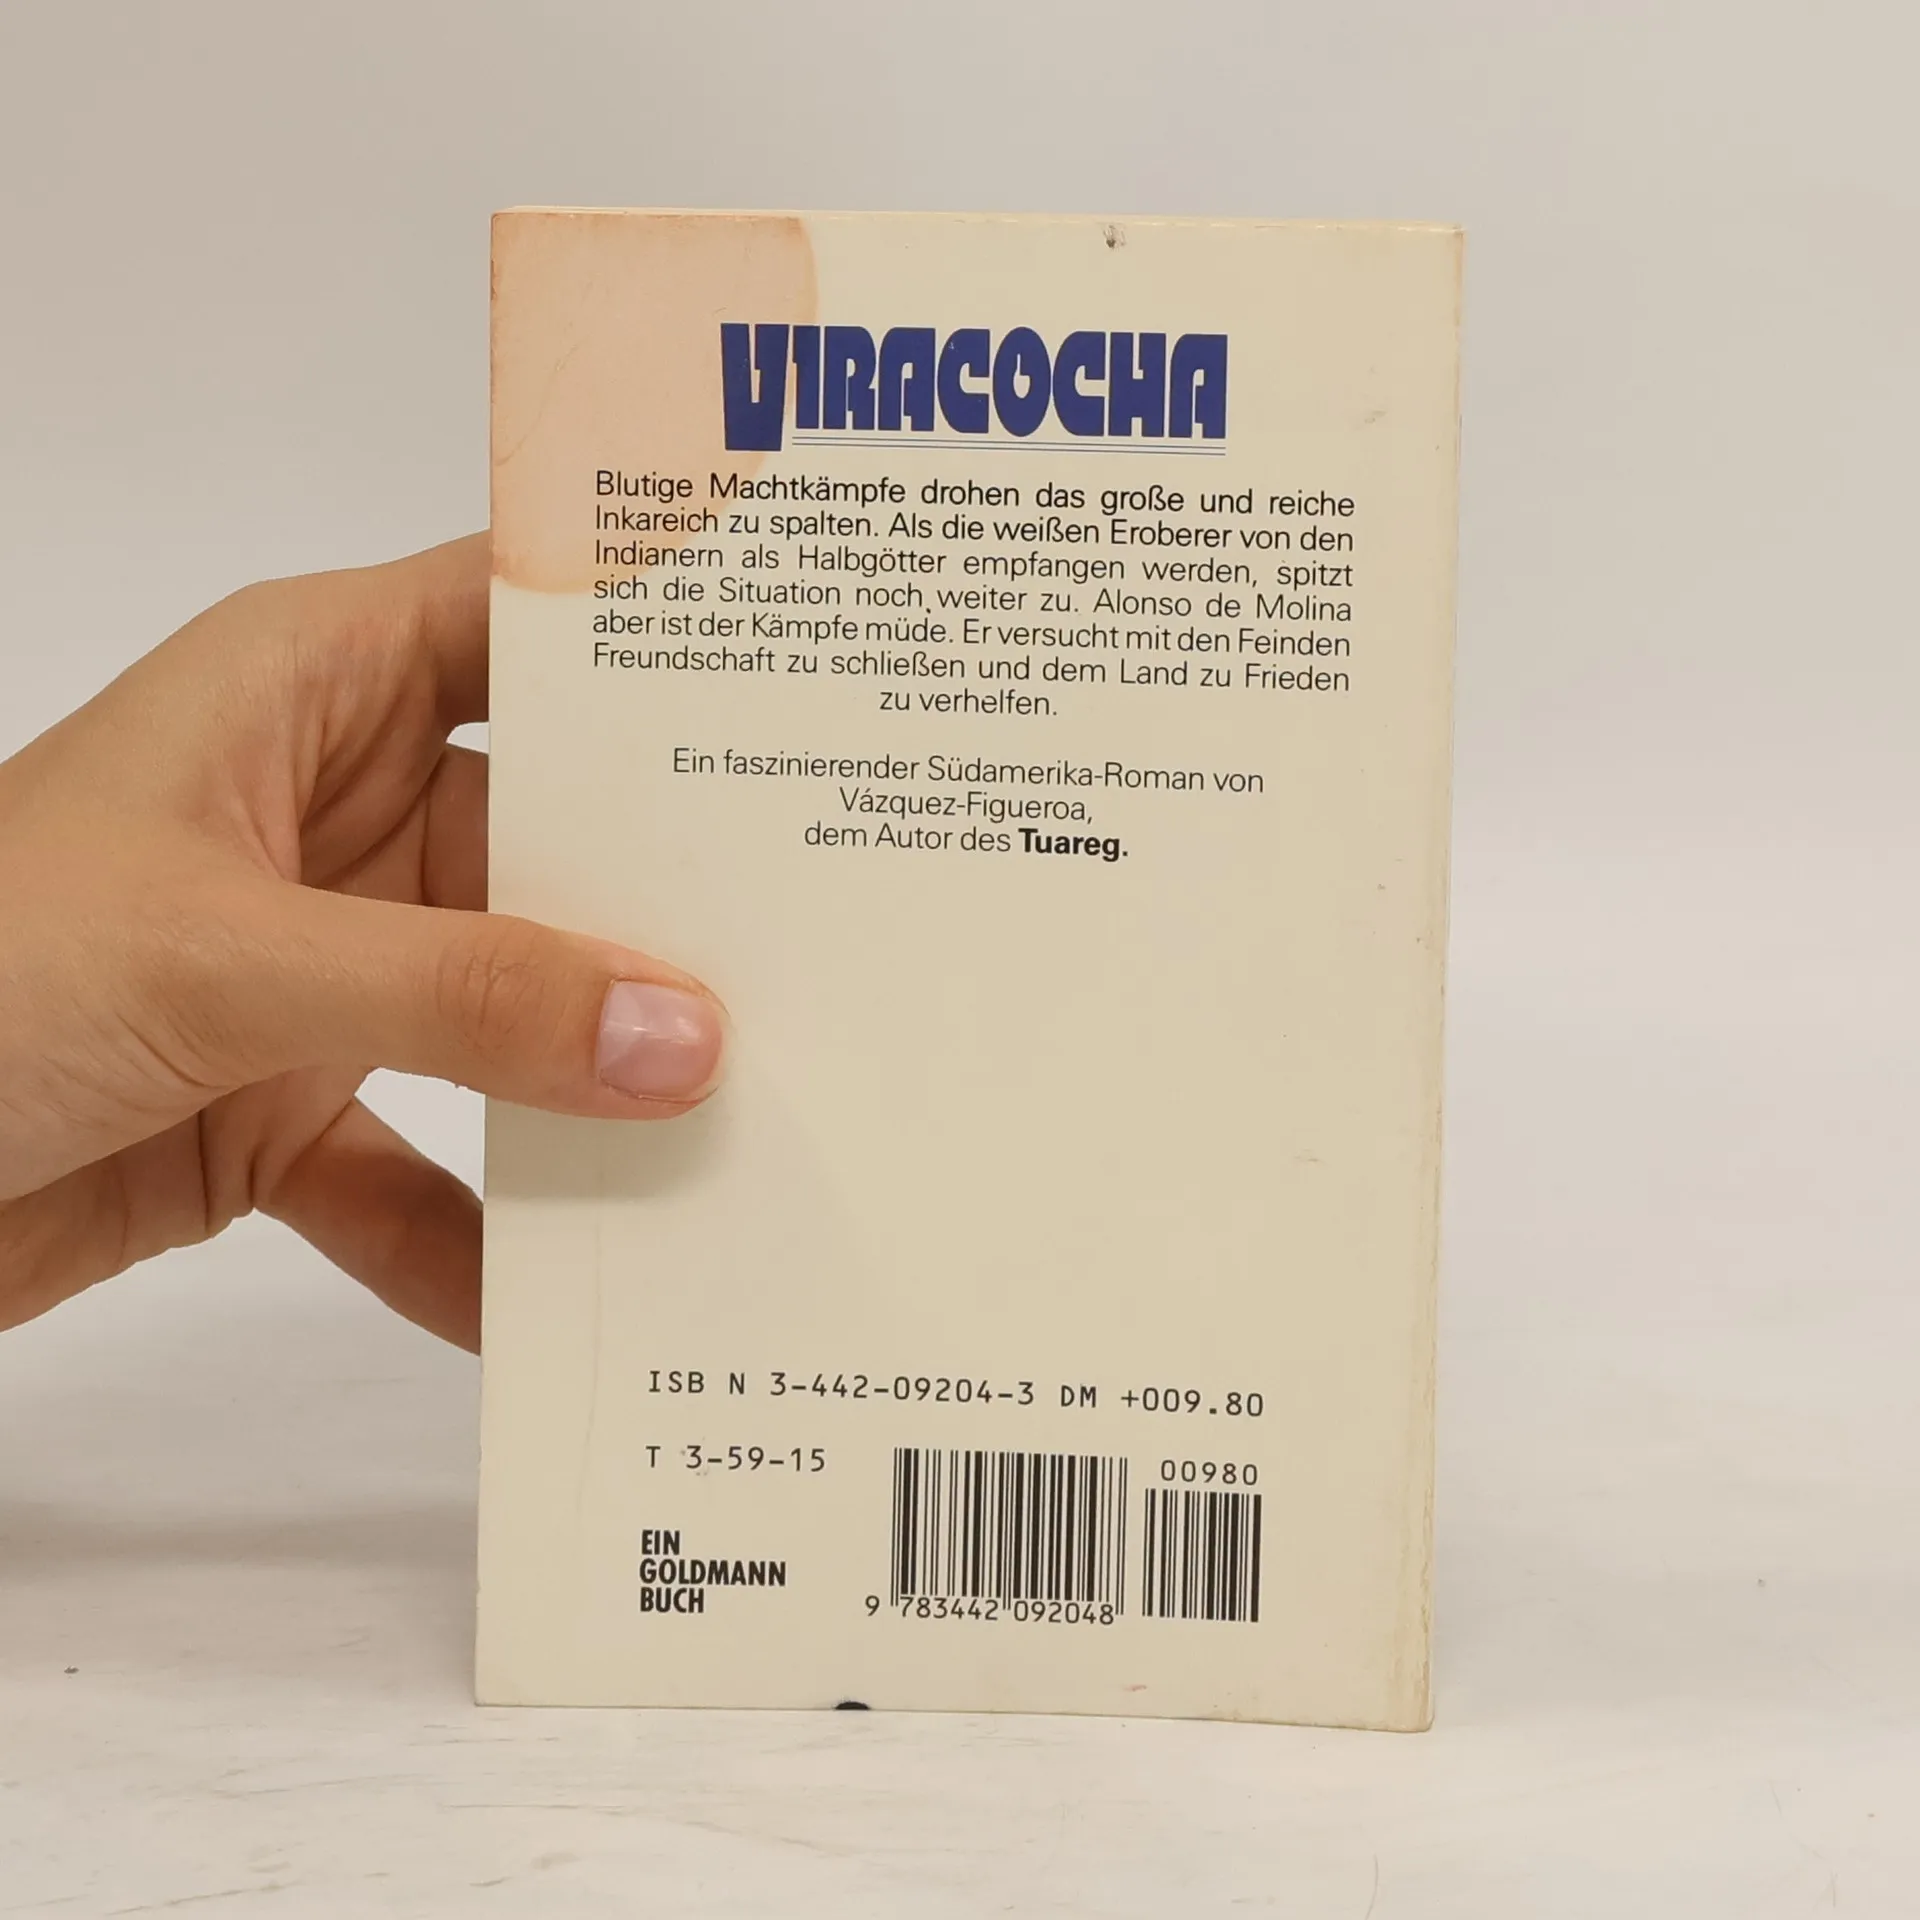 VIRACOCHA
Blutige Machtkämpfe drohen das große und reiche
Inkareich zu spalten. Als die weißen Eroberer von den
Indianern als Halbgötter empfangen werden, spitzt
sich die Situation noch weiter zu. Alonso de Molina
aber ist der Kämpfe müde. Er versucht mit den Feinden
Freundschaft zu schließen und dem Land zu Frieden
zu verhelfen.
Ein faszinierender Südamerika-Roman von
Vázquez-Figueroa,
dem Autor des Tuareg.
ISB N 3-442-09204-3 DM +009.80
T 3-59-15
00980
EIN
GOLDMANN
BUCH
9 783442 092048